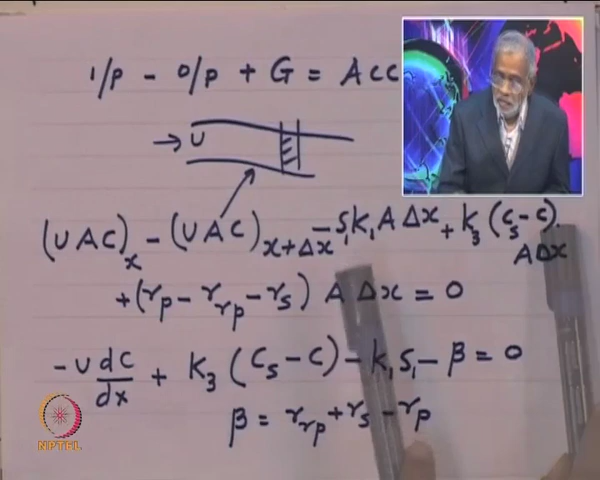 I/P - O/P + G = ACC
→ U
(UAC)x - (UAC)x+Δx - S₁K₁AΔx + K₃(Cs - C).
AΔx
+(rp - rrp - rs) AΔx = 0
-U dC/dx + K₃(Cs - C) - K₁S₁ - β = 0
β = rrp + rs - rp
NPTEL